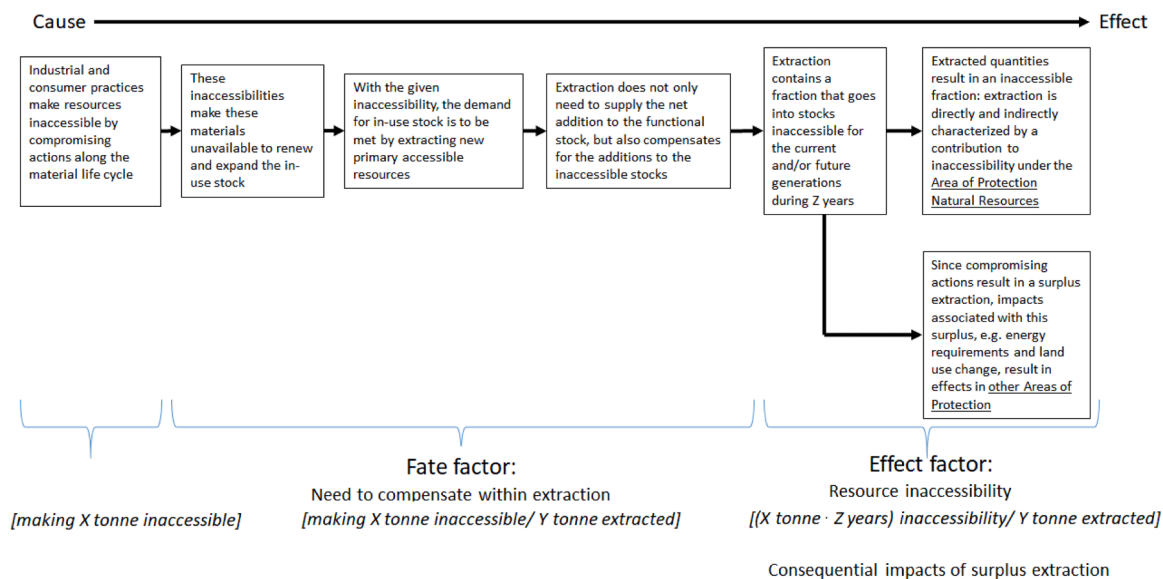 Cause
Effect
Industrial and
consumer practices
make resources
inaccessible by
compromising
actions along the
material life cycle
These
inaccessibilities
make these
materials
unavailable to renew
and expand the in-
use stock
With the given
inaccessibility, the demand
for in-use stock is to be
met by extracting new
primary accessible
resources
Extraction does not only
need to supply the net
addition to the functional
stock, but also compensates
for the additions to the
inaccessible stocks
Extraction
contains a
fraction that goes
into stocks
inaccessible for
the current
and/or future
generations
during Z years
Extracted quantities
result in an inaccessible
fraction: extraction is
directly and indirectly
characterized by a
contribution to
inaccessibility under the
Area of Protection
Natural Resources
Since compromising
actions result in a surplus
extraction, impacts
associated with this
surplus, e.g. energy
requirements and land
use change, result in
effects in other Areas of
Protection
Fate factor:
Need to compensate within extraction
[making X tonne inaccessible]
[making X tonne inaccessible/ Y tonne extracted]
Effect factor:
Resource inaccessibility
[(X tonne · Z years) inaccessibility/ Y tonne extracted]
Consequential impacts of surplus extraction